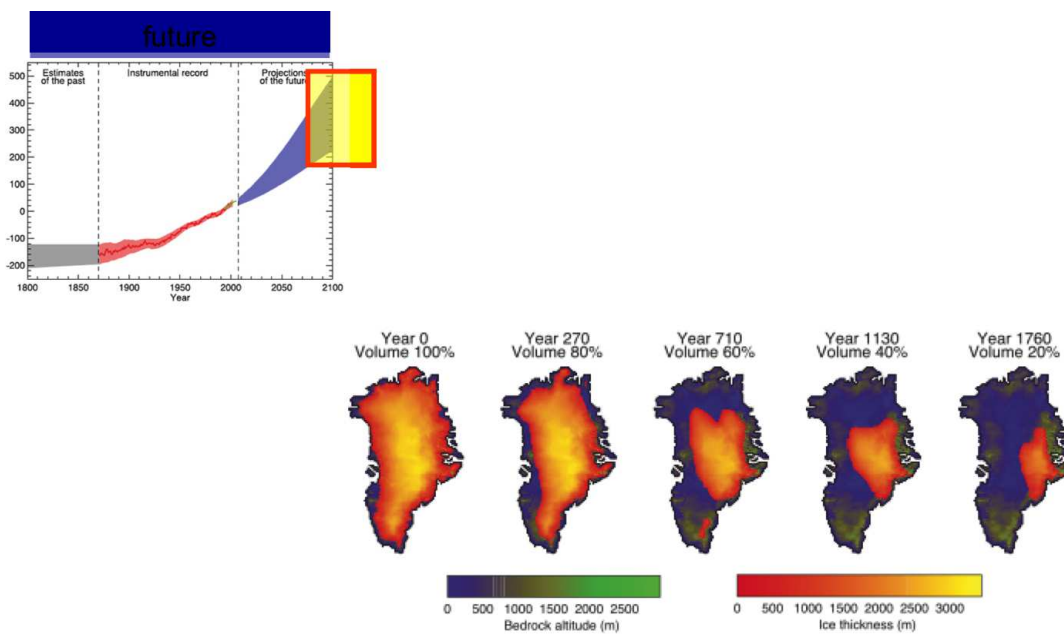 future
Estimates
of the past
Instrumental record
Projections
of the future
500
400
300
200
100
0
-100
-200
1800 1850 1900 1950 2000 2050 2100
Year
Year 0 Year 270 Year 710 Year 1130 Year 1760
Volume 100% Volume 80% Volume 60% Volume 40% Volume 20%
0 500 1000 1500 2000 2500
Bedrock altitude (m)
0 500 1000 1500 2000 2500 3000
Ice thickness (m)